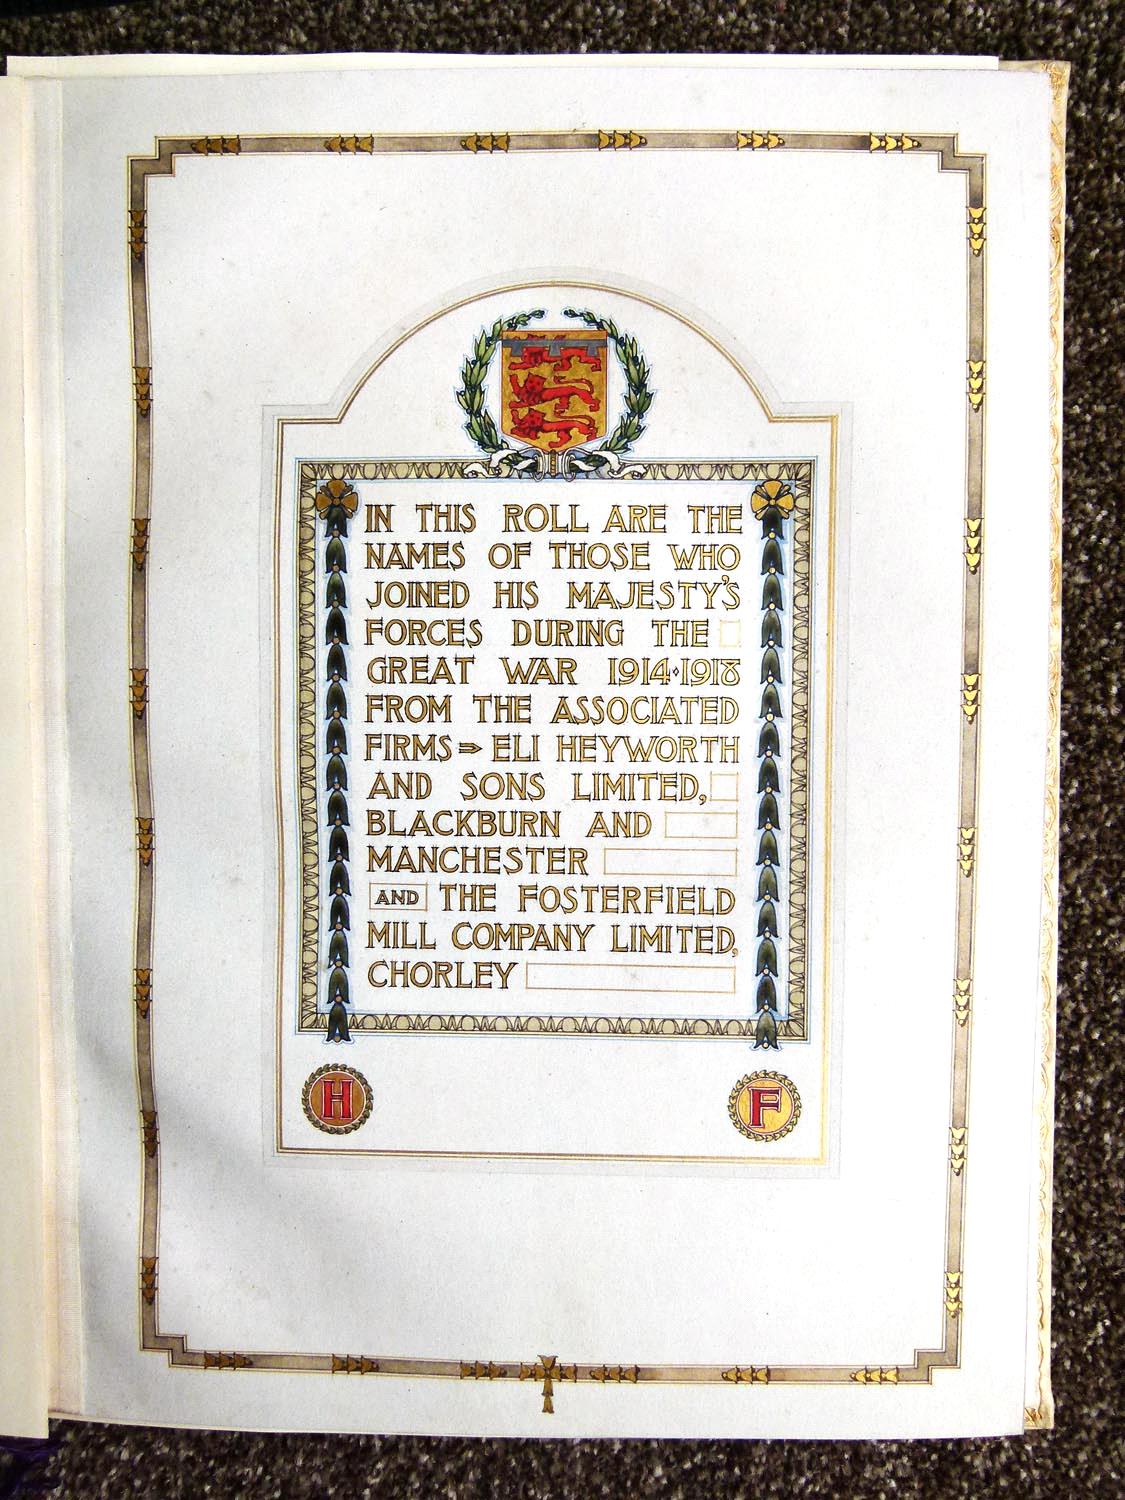 IN THIS ROLL ARE THE
NAMES OF THOSE WHO
JOINED HIS MAJESTY'S
FORCES DURING THE
GREAT WAR 1914·1918
FROM THE ASSOCIATED
FIRMS ⇒ ELI HEYWORTH
AND SONS LIMITED,
BLACKBURN AND
MANCHESTER
AND THE FOSTERFIELD
MILL COMPANY LIMITED,
CHORLEY
H F